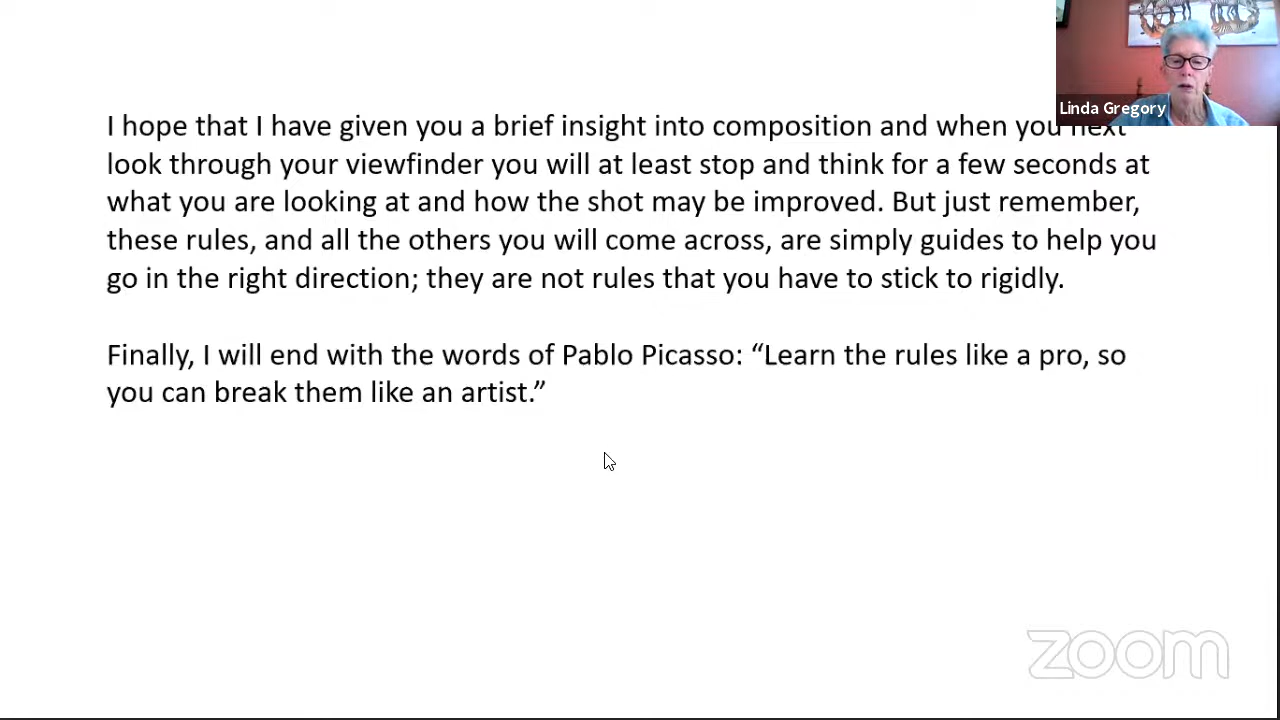 Linda Gregory
I hope that I have given you a brief insight into composition and when you next
look through your viewfinder you will at least stop and think for a few seconds at
what you are looking at and how the shot may be improved. But just remember,
these rules, and all the others you will come across, are simply guides to help you
go in the right direction; they are not rules that you have to stick to rigidly.
Finally, I will end with the words of Pablo Picasso: “Learn the rules like a pro, so
you can break them like an artist.”
zoom